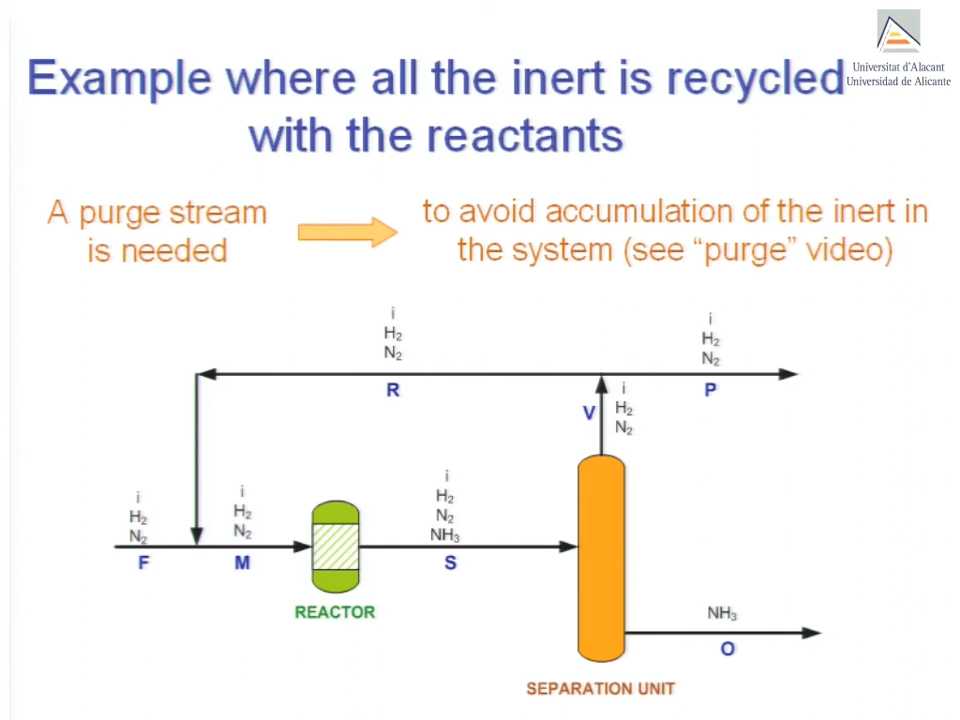 Universitat d'Alacant
Universidad de Alicante
Example where all the inert is recycled
with the reactants
A purge stream
is needed
to avoid accumulation of the inert in
the system (see “purge” video)
i
H₂
N₂
R
i
H₂
N₂
P
V
i
H₂
N₂
i
H₂
N₂
F
i
H₂
N₂
M
i
H₂
N₂
NH₃
S
REACTOR
NH₃
O
SEPARATION UNIT